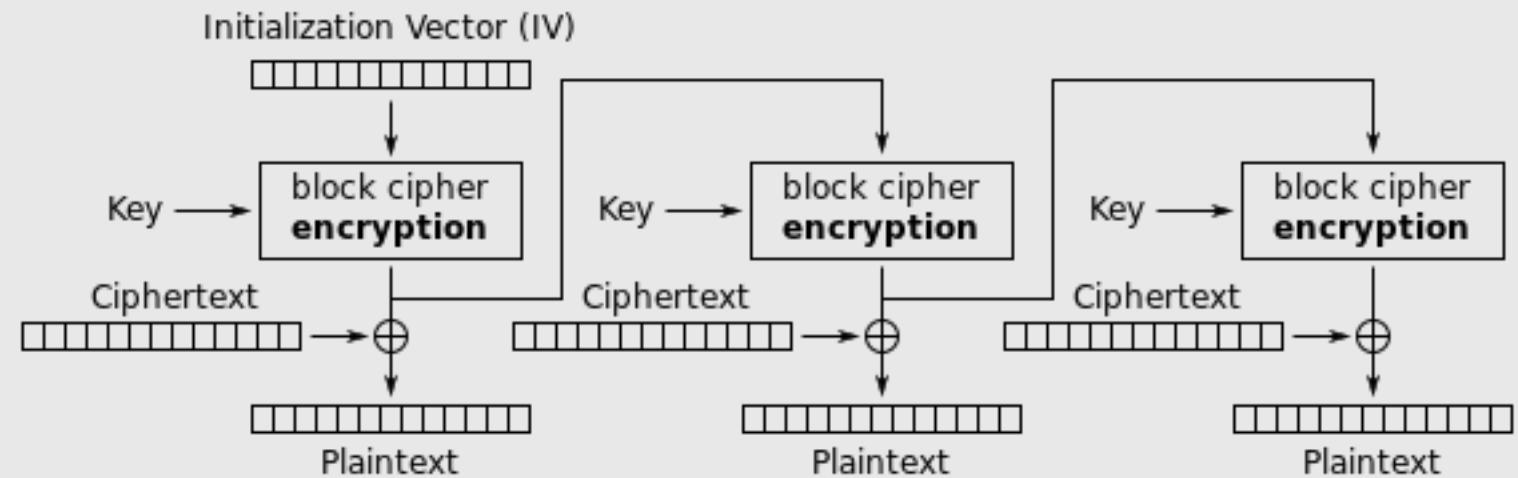 Initialization Vector (IV)
block cipher
encryption
Key
Ciphertext
Plaintext
block cipher
encryption
Key
Ciphertext
Plaintext
block cipher
encryption
Key
Ciphertext
Plaintext